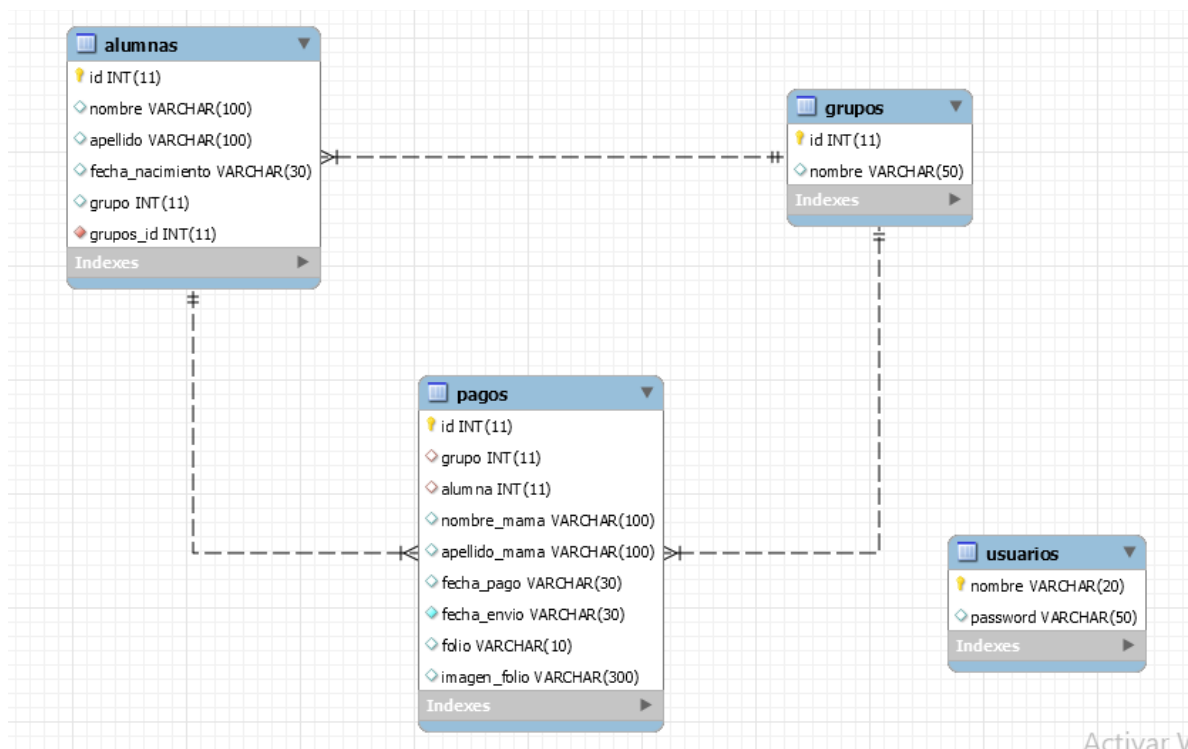 alumnas
id INT(11)
nombre VARCHAR(100)
apellido VARCHAR(100)
fecha_nacimiento VARCHAR(30)
grupo INT(11)
grupos_id INT(11)
Indexes
grupos
id INT(11)
nombre VARCHAR(50)
Indexes
pagos
id INT(11)
grupo INT(11)
alumna INT(11)
nombre_mama VARCHAR(100)
apellido_mama VARCHAR(100)
fecha_pago VARCHAR(30)
fecha_envio VARCHAR(30)
folio VARCHAR(10)
imagen_folio VARCHAR(300)
Indexes
usuarios
nombre VARCHAR(20)
password VARCHAR(50)
Indexes
Activar